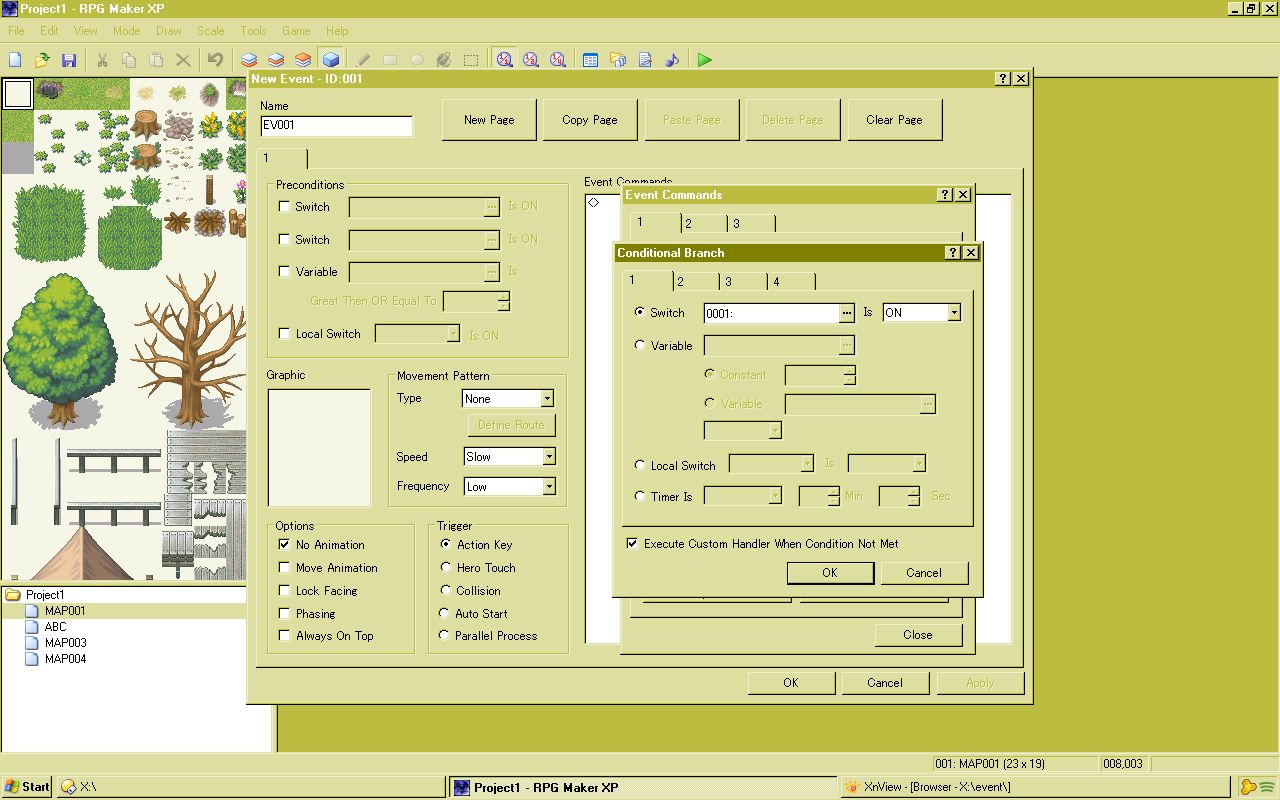 Project1 - RPG Maker XP
File Edit View Mode Draw Scale Tools Game Help
New Event - ID:001
Name
EV001
New Page Copy Page Paste Page Delete Page Clear Page
1
Preconditions
Switch Is ON
Switch Is ON
Variable Is
Great Then OR Equal To
Local Switch Is ON
Graphic
Movement Pattern
Type None
Define Route
Speed Slow
Frequency Low
Options
No Animation
Move Animation
Lock Facing
Phasing
Always On Top
Trigger
Action Key
Hero Touch
Collision
Auto Start
Parallel Process
Event Commands
Event Commands
1 2 3
Conditional Branch
1 2 3 4
Switch 0001: Is ON
Variable
Constant
Variable
Local Switch Is
Timer Is Min Sec
Execute Custom Handler When Condition Not Met
OK Cancel
Close
OK Cancel Apply
Project1
MAP001
ABC
MAP003
MAP004
001: MAP001 (23 x 19) 008,003
Start X:\ Project1 - RPG Maker XP XnView - [Browser - X:\event\]